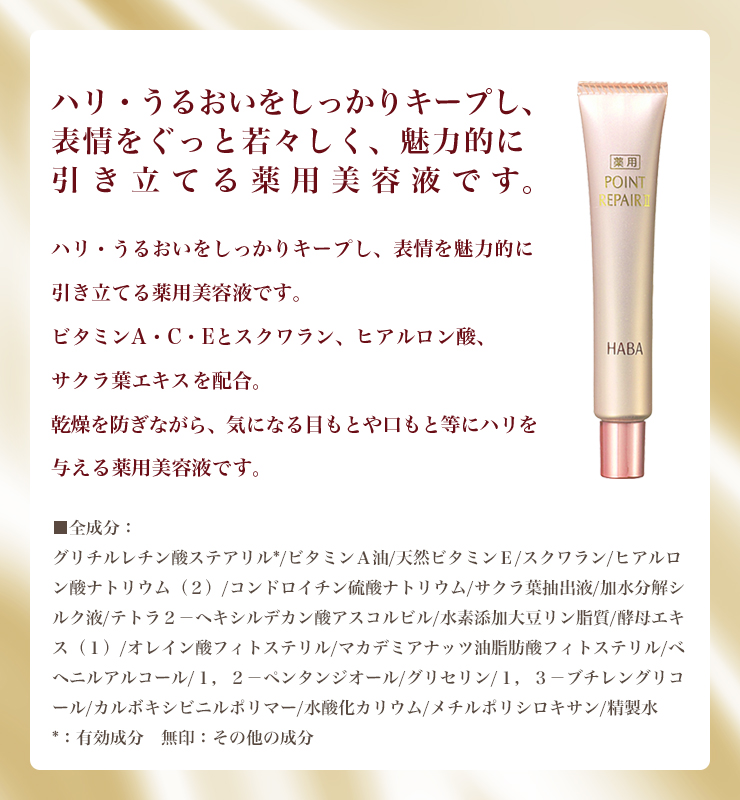 ハリ・うるおいをしっかりキープし、
表情をぐっと若々しく、魅力的に
引き立てる薬用美容液です。
薬用
POINT
REPAIR II
HABA
ハリ・うるおいをしっかりキープし、表情を魅力的に
引き立てる薬用美容液です。
ビタミンA・C・Eとスクワラン、ヒアルロン酸、
サクラ葉エキスを配合。
乾燥を防ぎながら、気になる目もとや口もと等にハリを
与える薬用美容液です。
■全成分：
グリチルレチン酸ステアリル*/ビタミンＡ油/天然ビタミンＥ/スクワラン/ヒアルロ
ン酸ナトリウム（２）/コンドロイチン硫酸ナトリウム/サクラ葉抽出液/加水分解シ
ルク液/テトラ２－ヘキシルデカン酸アスコルビル/水素添加大豆リン脂質/酵母エキ
ス（１）/オレイン酸フィトステリル/マカデミアナッツ油脂肪酸フィトステリル/ベ
ヘニルアルコール/１，２－ペンタンジオール/グリセリン/１，３－ブチレングリコ
ール/カルボキシビニルポリマー/水酸化カリウム/メチルポリシロキサン/精製水
*：有効成分　無印：その他の成分